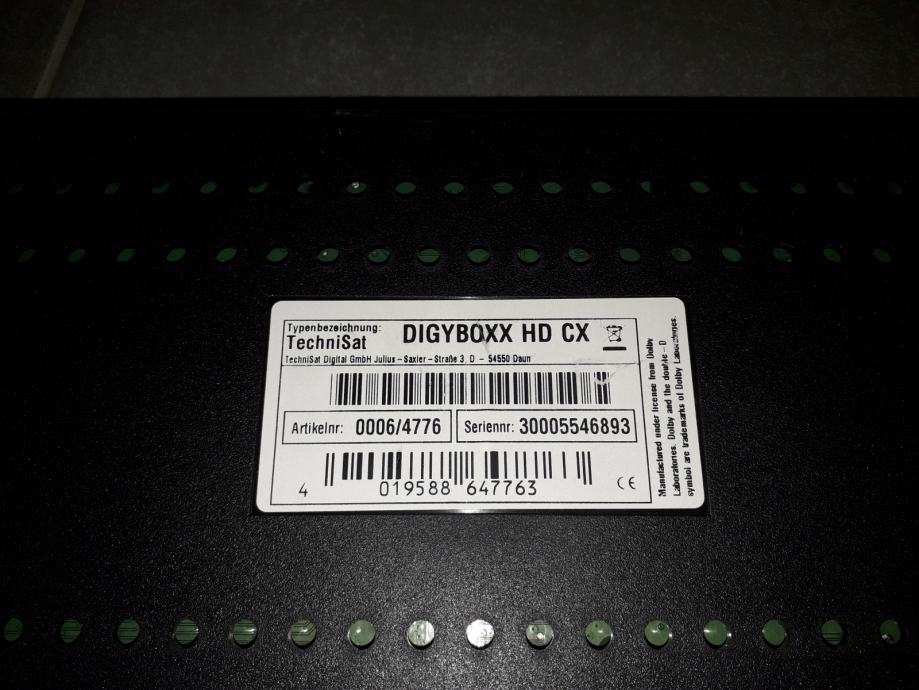 Typenbezeichnung:
TechniSat
DIGYBOXX HD CX
TechniSat Digital GmbH Julius - Saxler - Straße 3, D - 54550 Daun
Artikelnr: 0006/4776
Seriennr: 30005546893
4 019588 647763
CE
Manufactured under license from Dolby
Laboratories. Dolby and the double - D
symbol are trademarks of Dolby Laboratories.